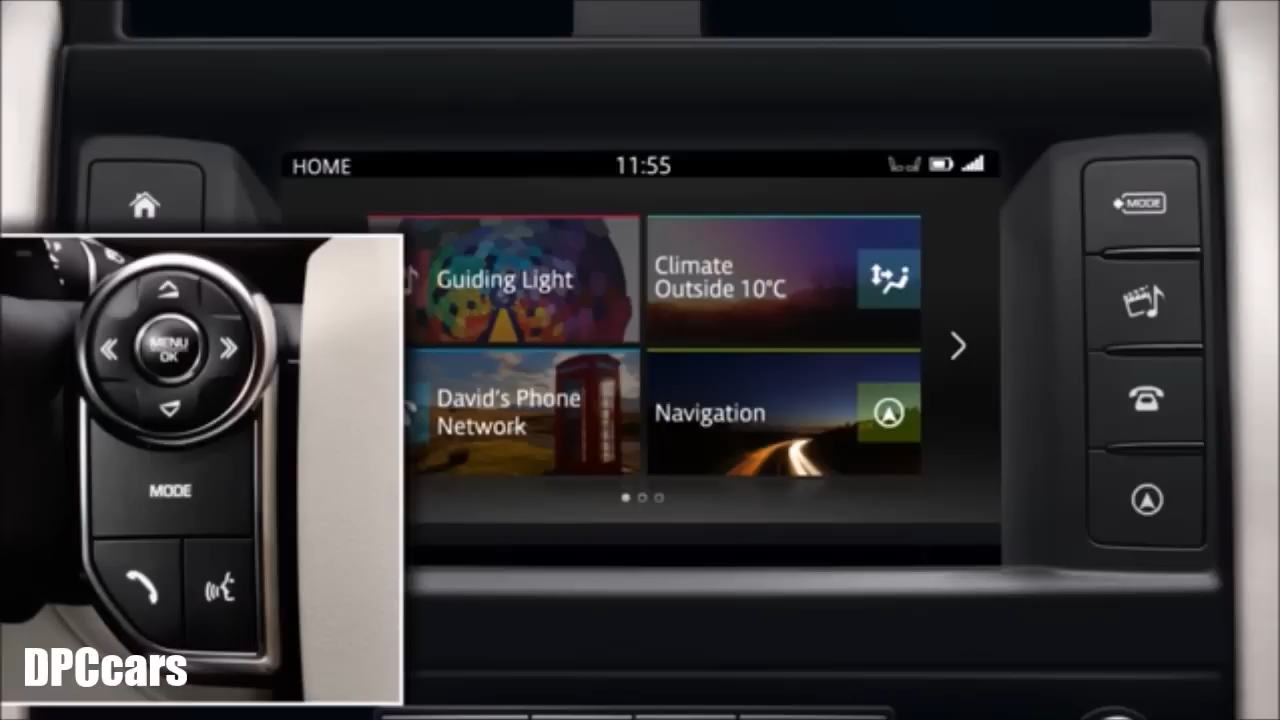 HOME
11:55
MODE
Guiding Light
Climate
Outside 10°C
David's Phone
Network
Navigation
MENU
OK
MODE
DPCcars